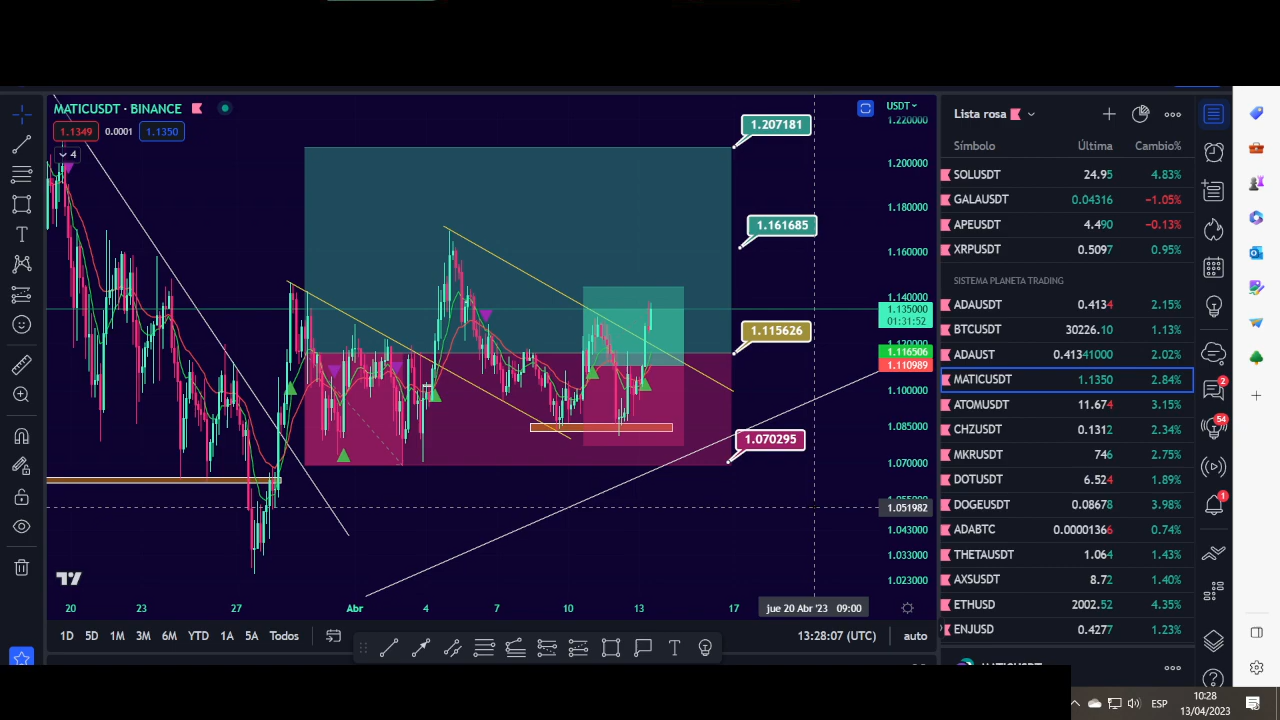 MATICUSDT · BINANCE
1.1349 0.0001 1.1350
4
USDT
1.220000
1.200000
1.180000
1.160000
1.140000
1.135000
01:31:52
1.116506
1.110989
1.100000
1.085000
1.070000
1.051982
1.043000
1.033000
1.023000
1.207181
1.161685
1.115626
1.070295
20 23 27 Abr 4 7 10 13 17 jue 20 Abr '23 09:00
1D 5D 1M 3M 6M YTD 1A 5A Todos 13:28:07 (UTC) auto
Lista rosa
Símbolo Última Cambio%
SOLUSDT 24.95 4.83%
GALAUSDT 0.04316 −1.05%
APEUSDT 4.490 −0.13%
XRPUSDT 0.5097 0.95%
SISTEMA PLANETA TRADING
ADAUSDT 0.4134 2.15%
BTCUSDT 30226.10 1.13%
ADAUST 0.41341000 2.02%
MATICUSDT 1.1350 2.84%
ATOMUSDT 11.674 3.15%
CHZUSDT 0.1312 2.34%
MKRUSDT 746 2.75%
DOTUSDT 6.524 1.89%
DOGEUSDT 0.08678 3.98%
ADABTC 0.00001366 0.74%
THETAUSDT 1.064 1.43%
AXSUSDT 8.72 1.40%
ETHUSD 2002.52 4.35%
ENJUSD 0.4277 1.23%
2
54
1
ESP
10:28
13/04/2023